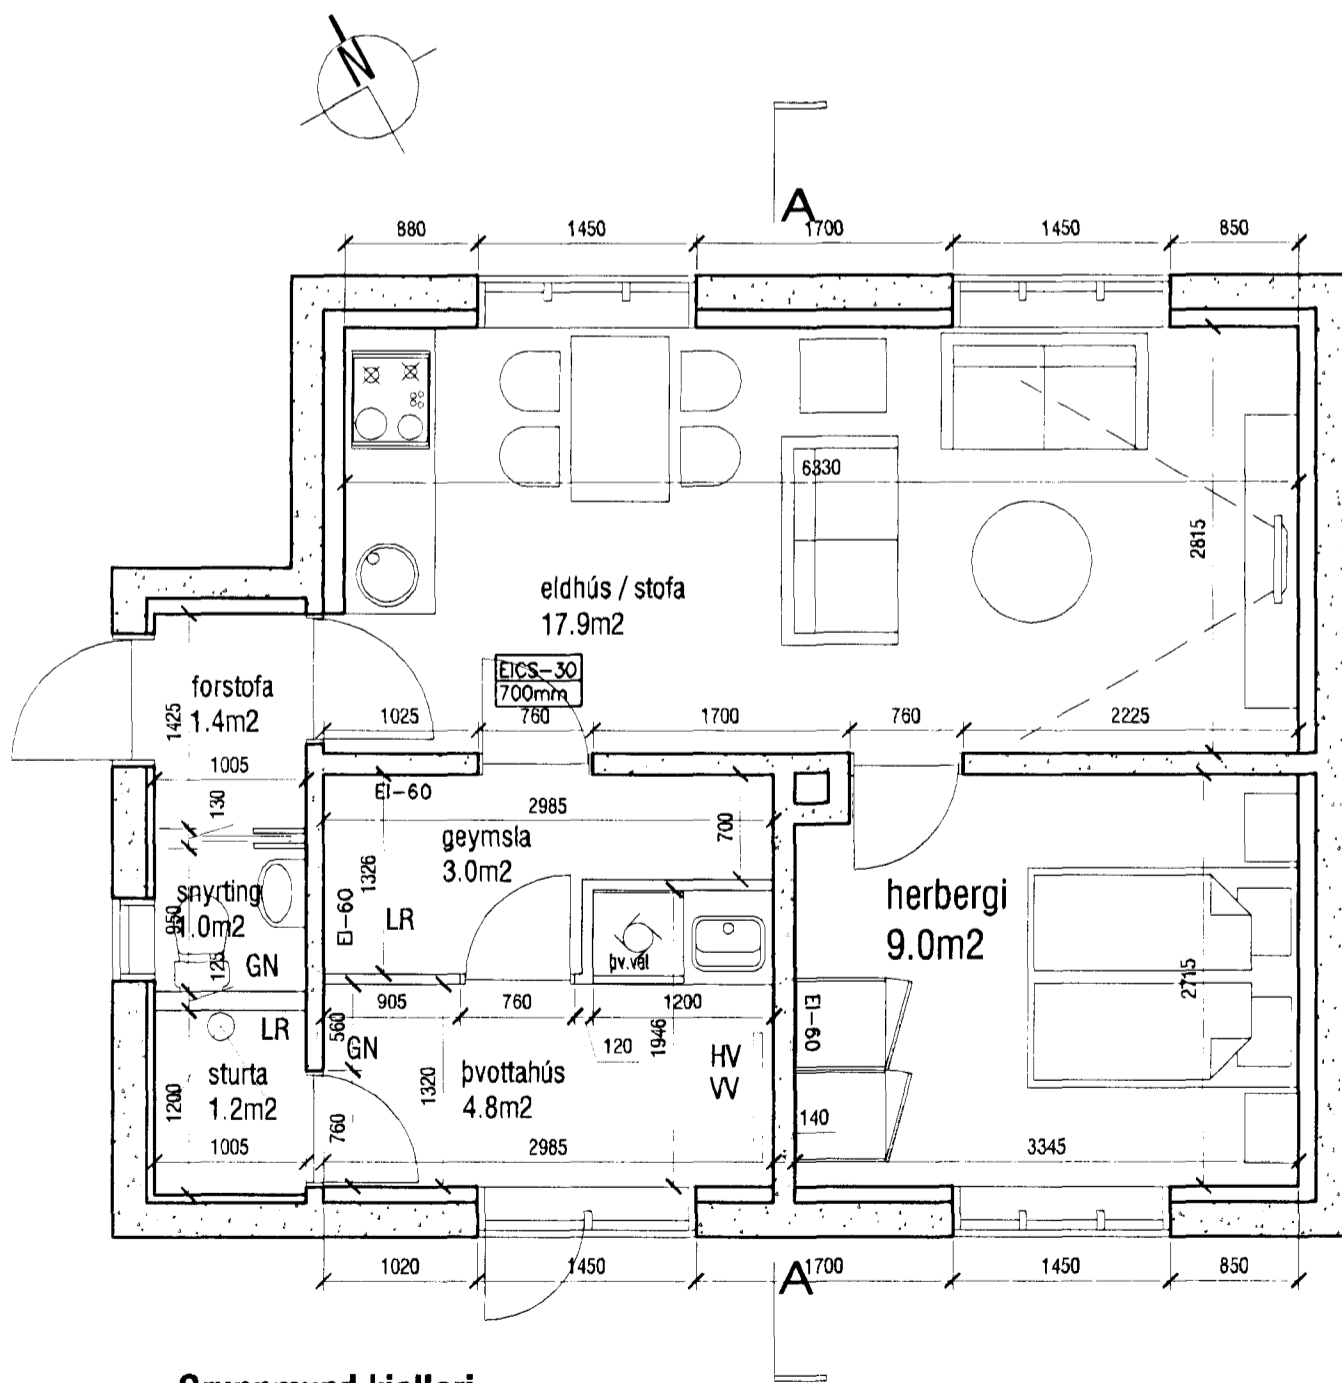 N
A
880 1450 1700 1450 850
6330
2815
eldhús / stofa
17.9m2
EICS-30
700mm
forstofa
1.4m2
1425
1025 760 1700 760 2225
1005
130
EI-60
2985
700
geymsla
3.0m2
1326
EI-60
LR
snyrting
1.0m2
950
125
GN
þv.vél
herbergi
9.0m2
2715
EI-60
905 760 1200
560
LR
GN
120
1946
HV
VV
sturta
1.2m2
1200
1320
þvottahús
4.8m2
760
140
1005 2985 3345
1020 1450 1700 1450 850
A